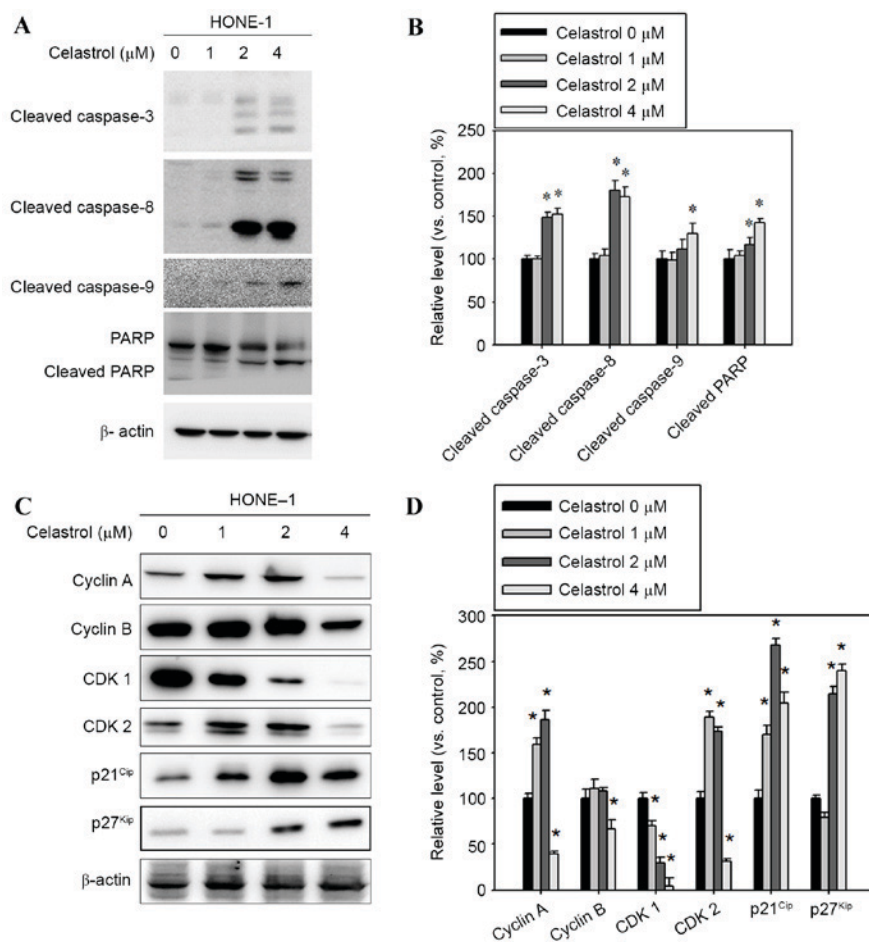 A
HONE-1
Celastrol (μM) 0 1 2 4
Cleaved caspase-3
Cleaved caspase-8
Cleaved caspase-9
PARP
Cleaved PARP
β- actin
B
Celastrol 0 μM
Celastrol 1 μM
Celastrol 2 μM
Celastrol 4 μM
Relative level (vs. control, %)
250
200
150
100
50
0
* * * * * * *
Cleaved caspase-3
Cleaved caspase-8
Cleaved caspase-9
Cleaved PARP
C
HONE–1
Celastrol (μM) 0 1 2 4
Cyclin A
Cyclin B
CDK 1
CDK 2
p21Cip
p27Kip
β-actin
D
Celastrol 0 μM
Celastrol 1 μM
Celastrol 2 μM
Celastrol 4 μM
Relative level (vs. control, %)
300
250
200
150
100
50
0
* * * * * * * * * * * * * * *
Cyclin A
Cyclin B
CDK 1
CDK 2
p21Cip
p27Kip